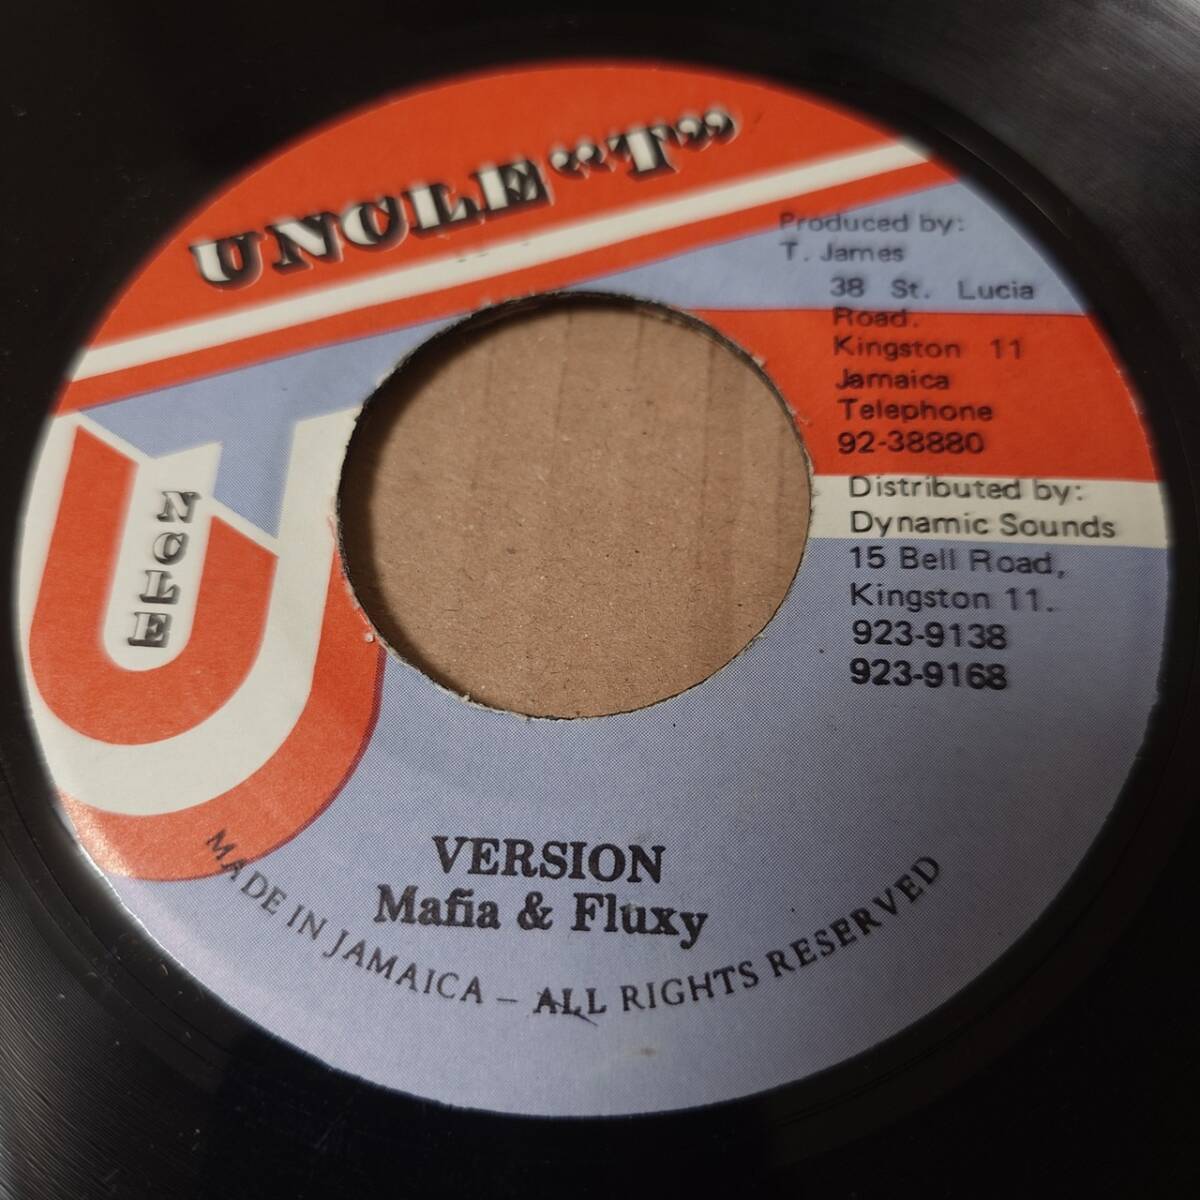 UNCLE "T"
Produced by:
T. James
38 St. Lucia
Road.
Kingston 11
Jamaica
Telephone
92-38880
Distributed by:
Dynamic Sounds
15 Bell Road,
Kingston 11.
923-9138
923-9168
UNCLE
VERSION
Mafia & Fluxy
MADE IN JAMAICA – ALL RIGHTS RESERVED